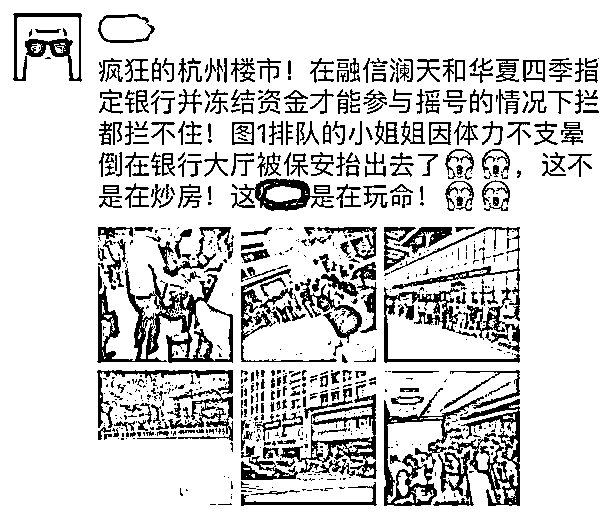 疯狂的杭州楼市！在融信澜天和华夏四季指
定银行并冻结资金才能参与摇号的情况下拦
都拦不住！图1排队的小姐姐因体力不支晕
倒在银行大厅被保安抬出去了😱😱，这不
是在炒房！这是在玩命！😱😱